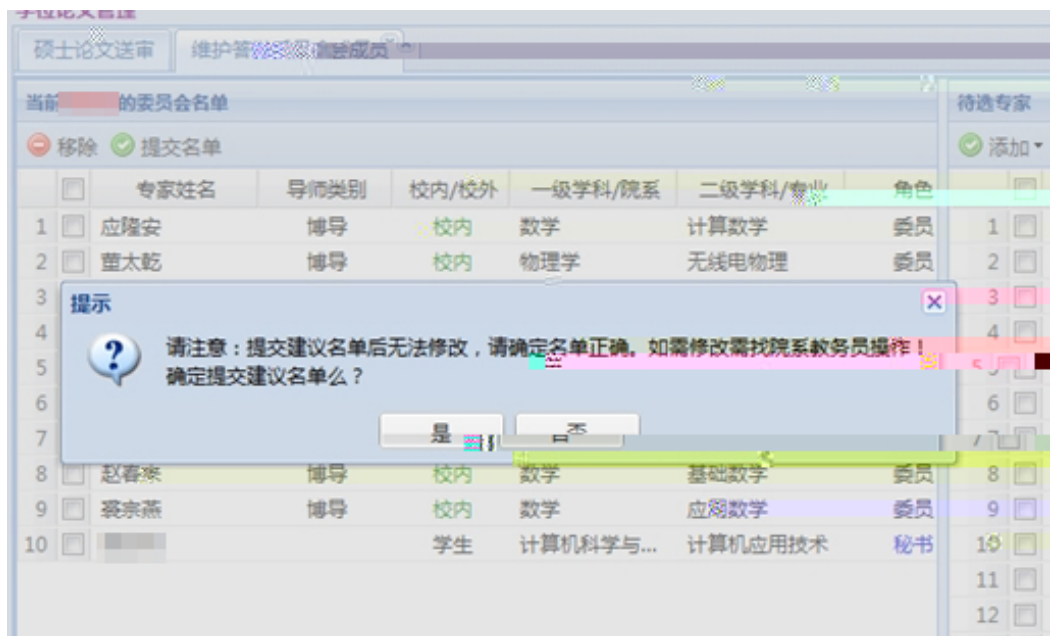 学位论文管理
硕士论文送审 维护答
当前 的委员会名单 待选专家
移除 提交名单 添加
专家姓名 导师类别 校内/校外 一级学科/院系 二级学科/专业 角色
1 应隆安 博导 校内 数学 计算数学 委员 1
2 董太乾 博导 校内 物理学 无线电物理 委员 2
3 提示 3
4 请注意:提交建议名单后无法修改,请确定名单正确。如需修改需找院系教务员操作! 4
5 确定提交建议名单么? 5
6 6
7 是 否 7
8 赵春来 博导 校内 数学 基础数学 委员 8
9 裘宗燕 博导 校内 数学 应用数学 委员 9
10 学生 计算机科学与... 计算机应用技术 秘书 10
11
12